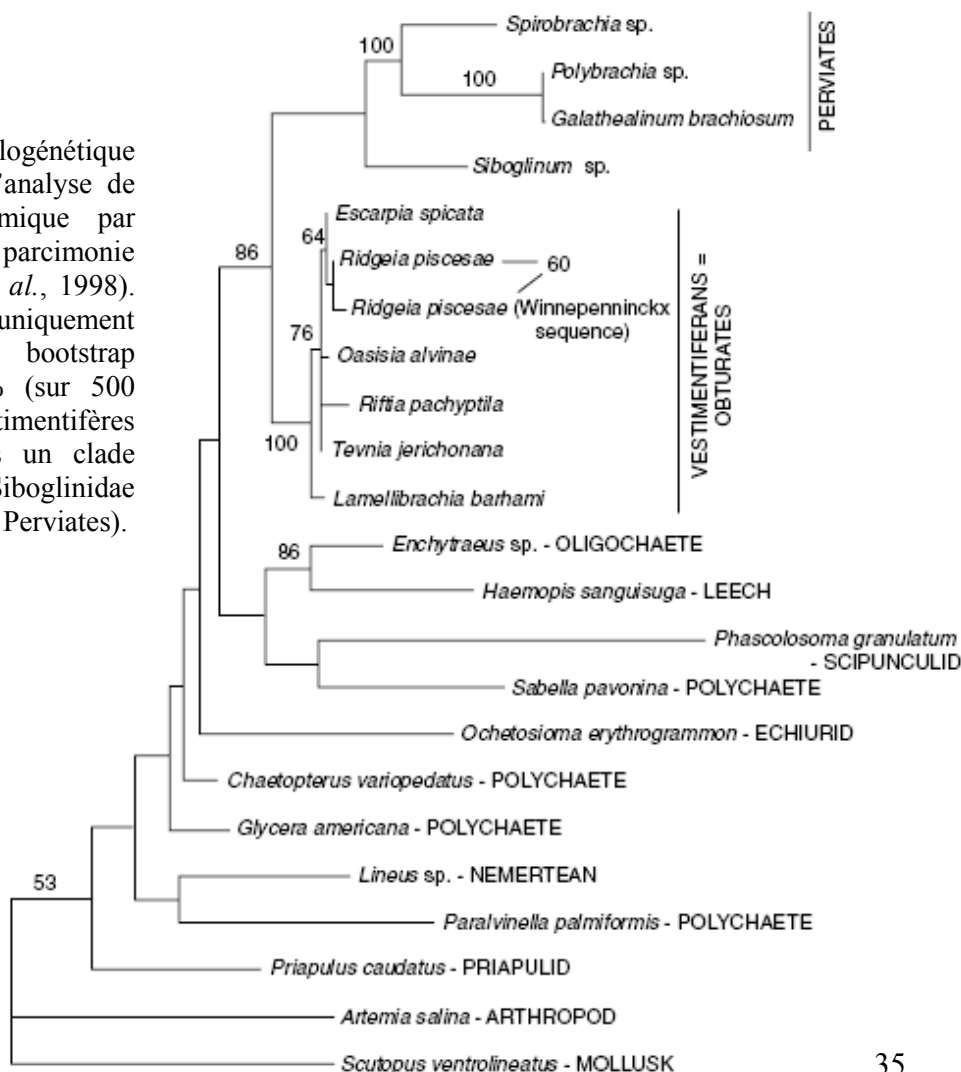 logénétique
'analyse de
mique par
parcimonie
al., 1998).
uniquement
bootstrap
(sur 500
timentifères
un clade
Siboglinidae
Perviates).
Spirobrachia sp.
100
Polybrachia sp.
100
Galathealinum brachiosum
PERVIATES
Siboglinum sp.
Escarpia spicata
64
86
Ridgeia piscesae
60
Ridgeia piscesae (Winnepenninckx
sequence)
76
Oasisia alvinae
Riftia pachyptila
100
Tevnia jerichonana
Lamellibrachia barhami
VESTIMENTIFERANS =
OBTURATES
86
Enchytraeus sp. - OLIGOCHAETE
Haemopis sanguisuga - LEECH
Phascolosoma granulatum
- SCIPUNCULID
Sabella pavonina - POLYCHAETE
Ochetosioma erythrogrammon - ECHIURID
Chaetopterus variopedatus - POLYCHAETE
Glycera americana - POLYCHAETE
Lineus sp. - NEMERTEAN
53
Paralvinella palmiformis - POLYCHAETE
Priapulus caudatus - PRIAPULID
Artemia salina - ARTHROPOD
Scutopus ventrolineatus - MOLLUSK
35